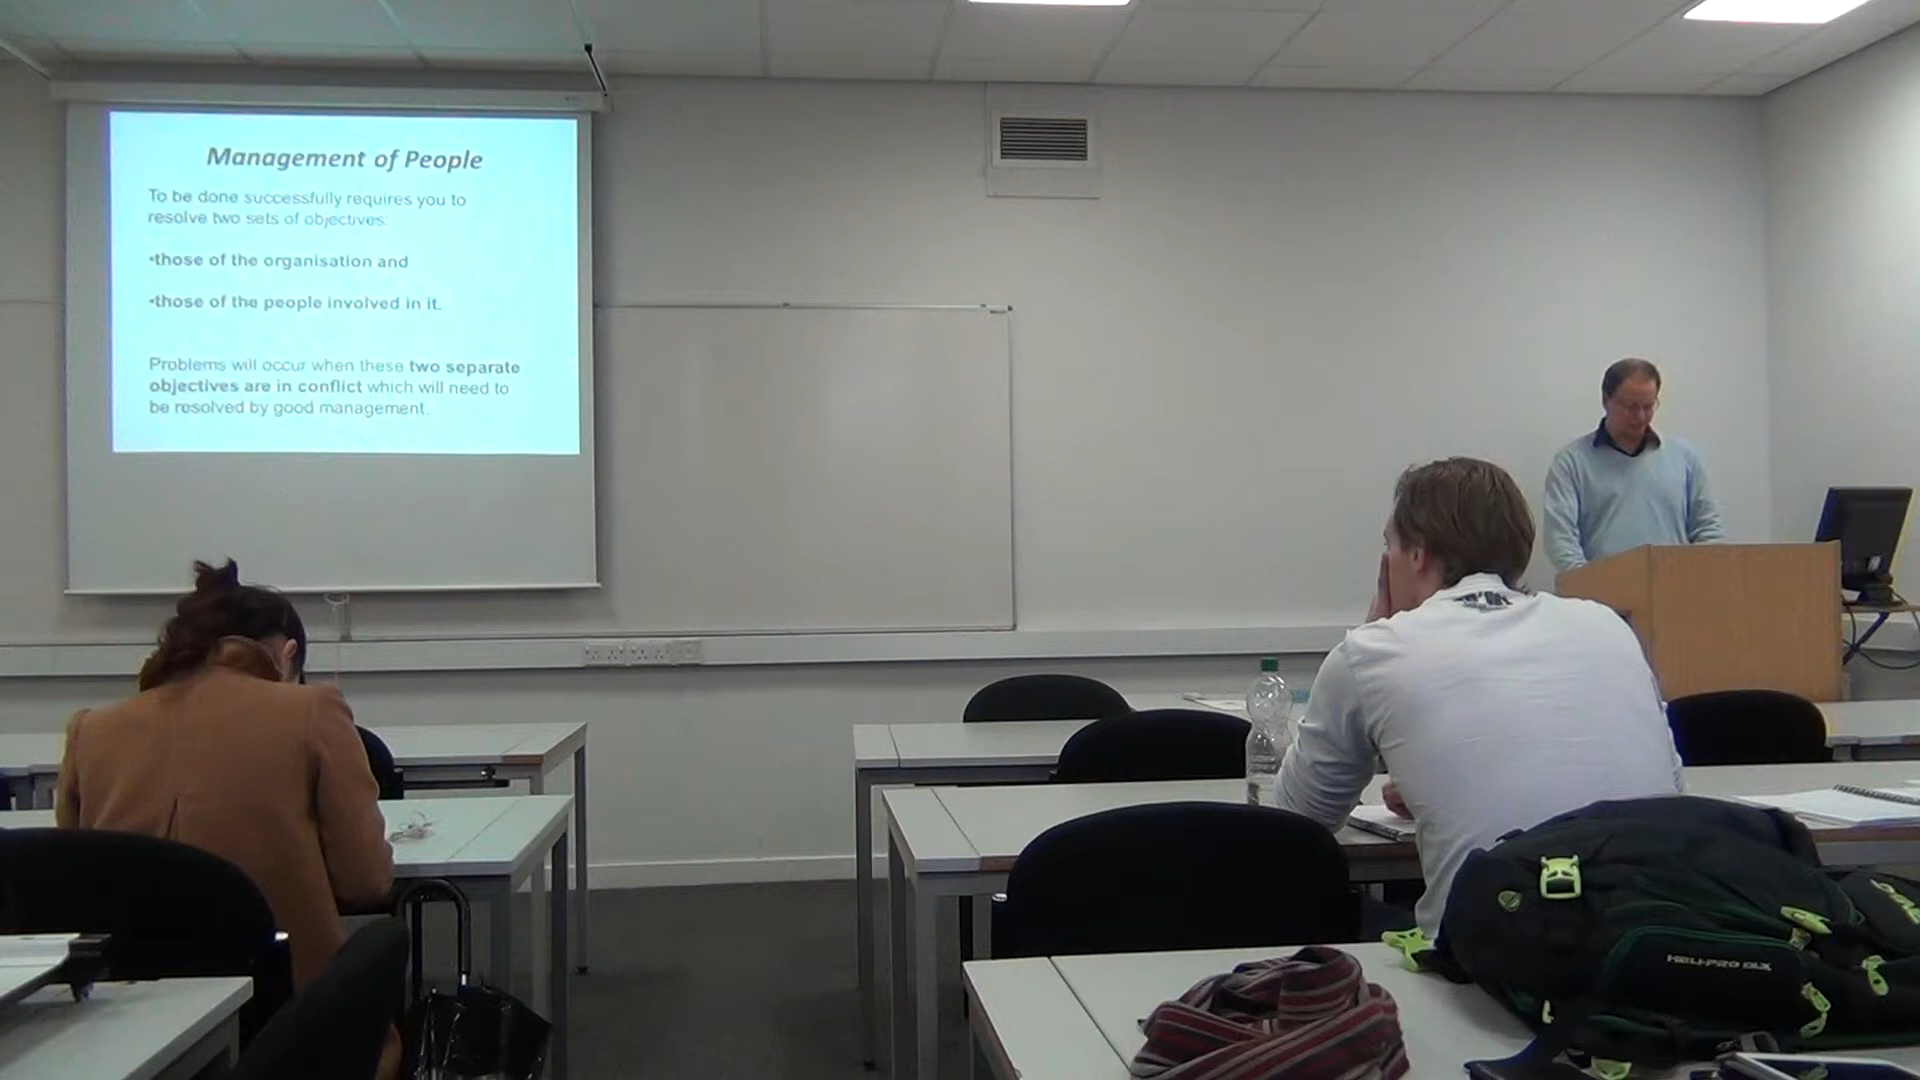 Management of People
To be done successfully requires you to
resolve two sets of objectives:
•those of the organisation and
•those of the people involved in it.
Problems will occur when these two separate
objectives are in conflict which will need to
be resolved by good management.
HELI-PRO DLX